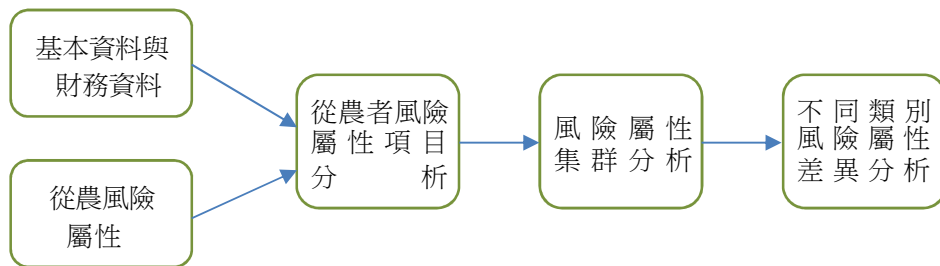 基本資料與
財務資料
從農風險
屬性
從農者風險
屬性項目
分析
風險屬性
集群分析
不同類別
風險屬性
差異分析